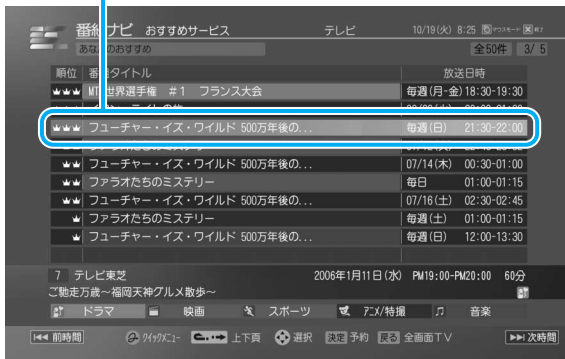 番組ナビ おすすめサービス テレビ 10/19(火) 8:25 マウスモード 終了
あなたのおすすめ 全50件 3/ 5
順位 番組タイトル 放送日時
世界選手権 #1 フランス大会 毎週(月-金)18:30-19:30
フューチャー・イズ・ワイルド 500万年後の... 毎週(日) 21:30-22:00
フューチャー・イズ・ワイルド 500万年後の... 07/14(木) 00:30-01:00
ファラオたちのミステリー 毎日 01:00-01:15
フューチャー・イズ・ワイルド 500万年後の... 07/16(土) 02:30-02:45
ファラオたちのミステリー 毎週(土) 01:00-01:15
フューチャー・イズ・ワイルド 500万年後の... 毎週(日) 12:00-13:30
7 テレビ東芝 2006年1月11日(水) PM19:00-PM20:00 60分
ご馳走万歳~福岡天神グルメ散歩~
ドラマ 映画 スポーツ アニメ/特撮 音楽
前時間 クイックメニュー 上下頁 選択 決定 予約 戻る 全画面TV 次時間